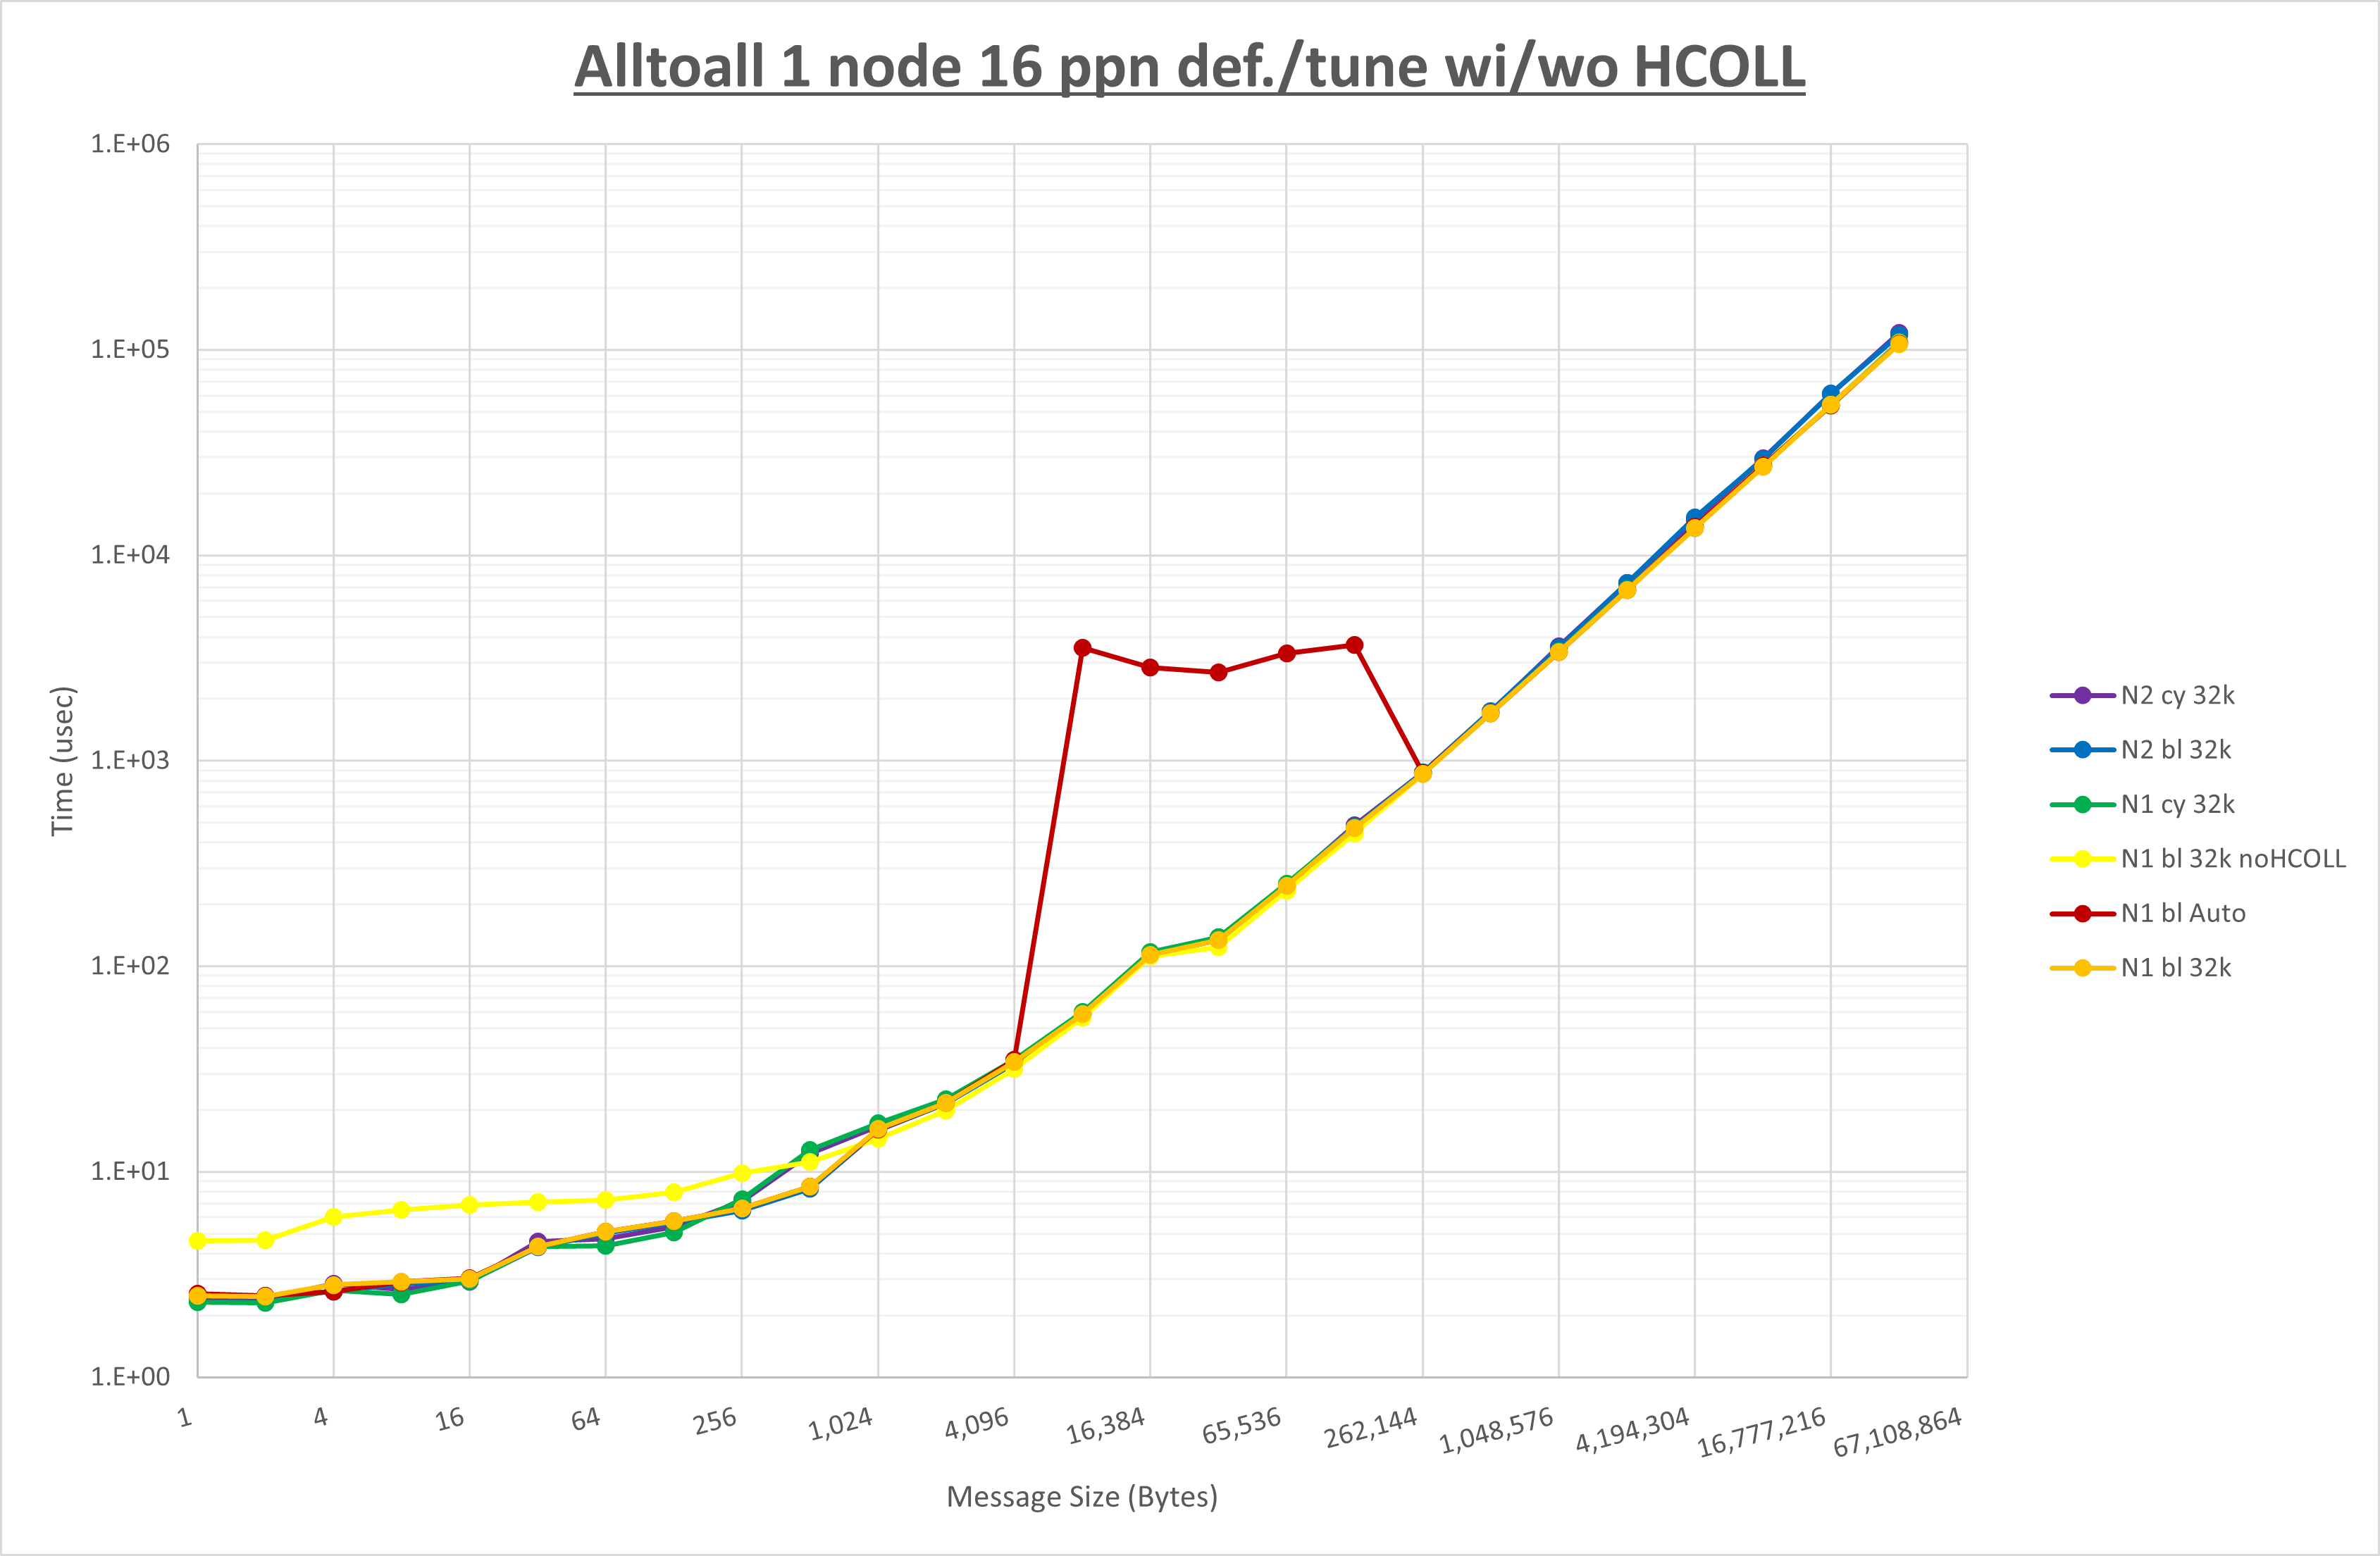 Alltoall 1 node 16 ppn def./tune wi/wo HCOLL
1.E+06
1.E+05
1.E+04
1.E+03
1.E+02
1.E+01
1.E+00
Time (usec)
1
4
16
64
256
1,024
4,096
16,384
65,536
262,144
1,048,576
4,194,304
16,777,216
67,108,864
Message Size (Bytes)
N2 cy 32k
N2 bl 32k
N1 cy 32k
N1 bl 32k noHCOLL
N1 bl Auto
N1 bl 32k